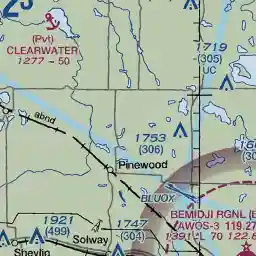 (Pvt)
CLEARWATER
1277 - 50
1719
(305)
UC
abnd
1753
(306)
Pinewood
BLUOX
BEMIDJI RGNL
AWOS-3 119.27
1391 L 70 122.8
1921
(499)
Solway
1747
(304)
Shevlin